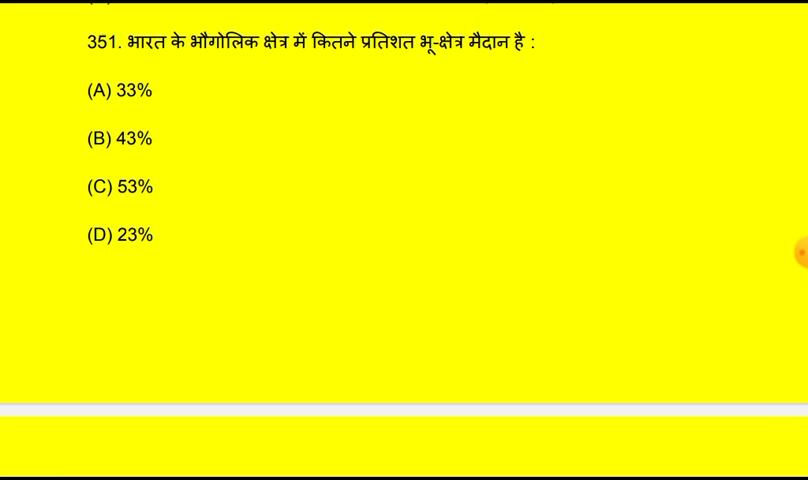 351. भारत के भौगोलिक क्षेत्र में कितने प्रतिशत भू-क्षेत्र मैदान है :
(A) 33%
(B) 43%
(C) 53%
(D) 23%